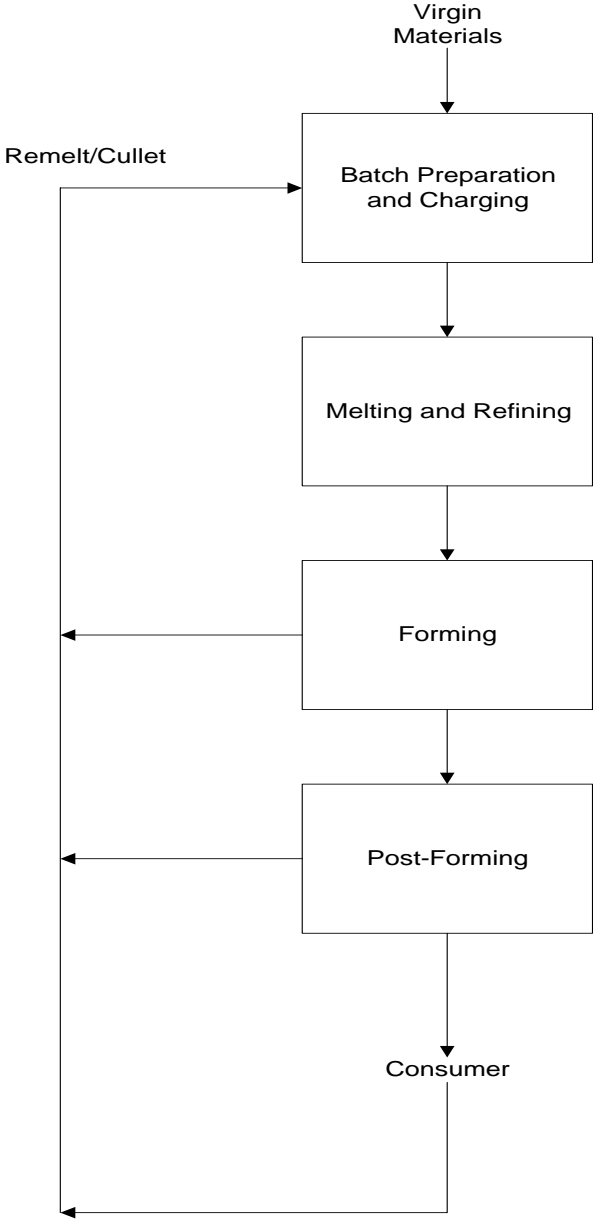 Virgin
Materials
Remelt/Cullet
Batch Preparation
and Charging
Melting and Refining
Forming
Post-Forming
Consumer